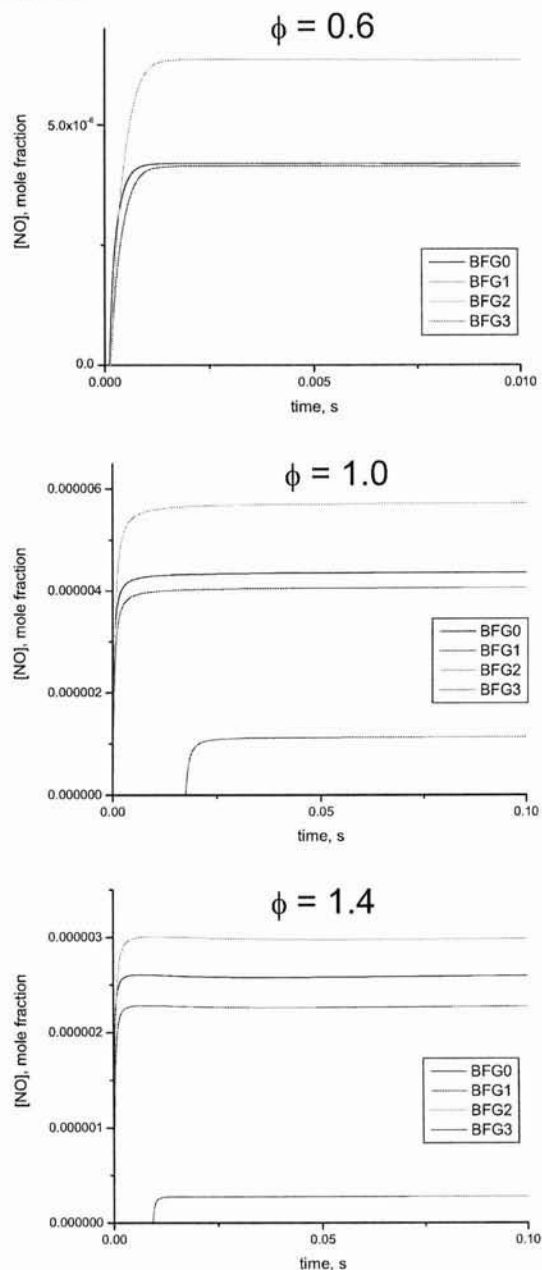 ϕ = 0.6
[NO], mole fraction
5.0x10⁻⁶
0.0
0.000
0.005
0.010
time, s
BFG0
BFG1
BFG2
BFG3
ϕ = 1.0
[NO], mole fraction
0.000006
0.000004
0.000002
0.000000
0.00
0.05
0.10
time, s
BFG0
BFG1
BFG2
BFG3
ϕ = 1.4
[NO], mole fraction
0.000003
0.000002
0.000001
0.000000
0.00
0.05
0.10
time, s
BFG0
BFG1
BFG2
BFG3